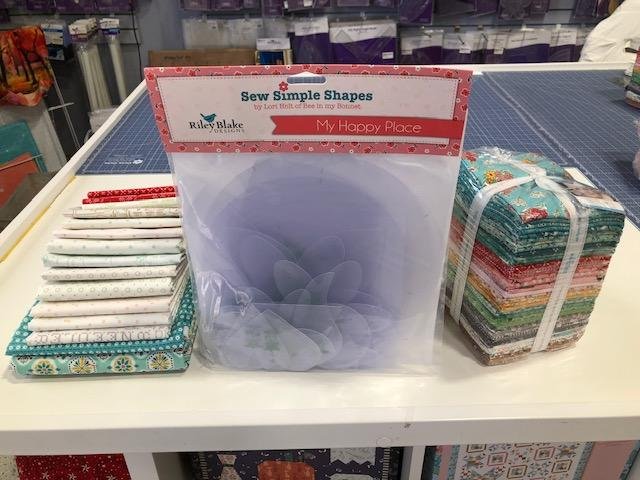 Sew Simple Shapes
by Lori Holt of Bee in my Bonnet
Riley Blake
DESIGNS
My Happy Place